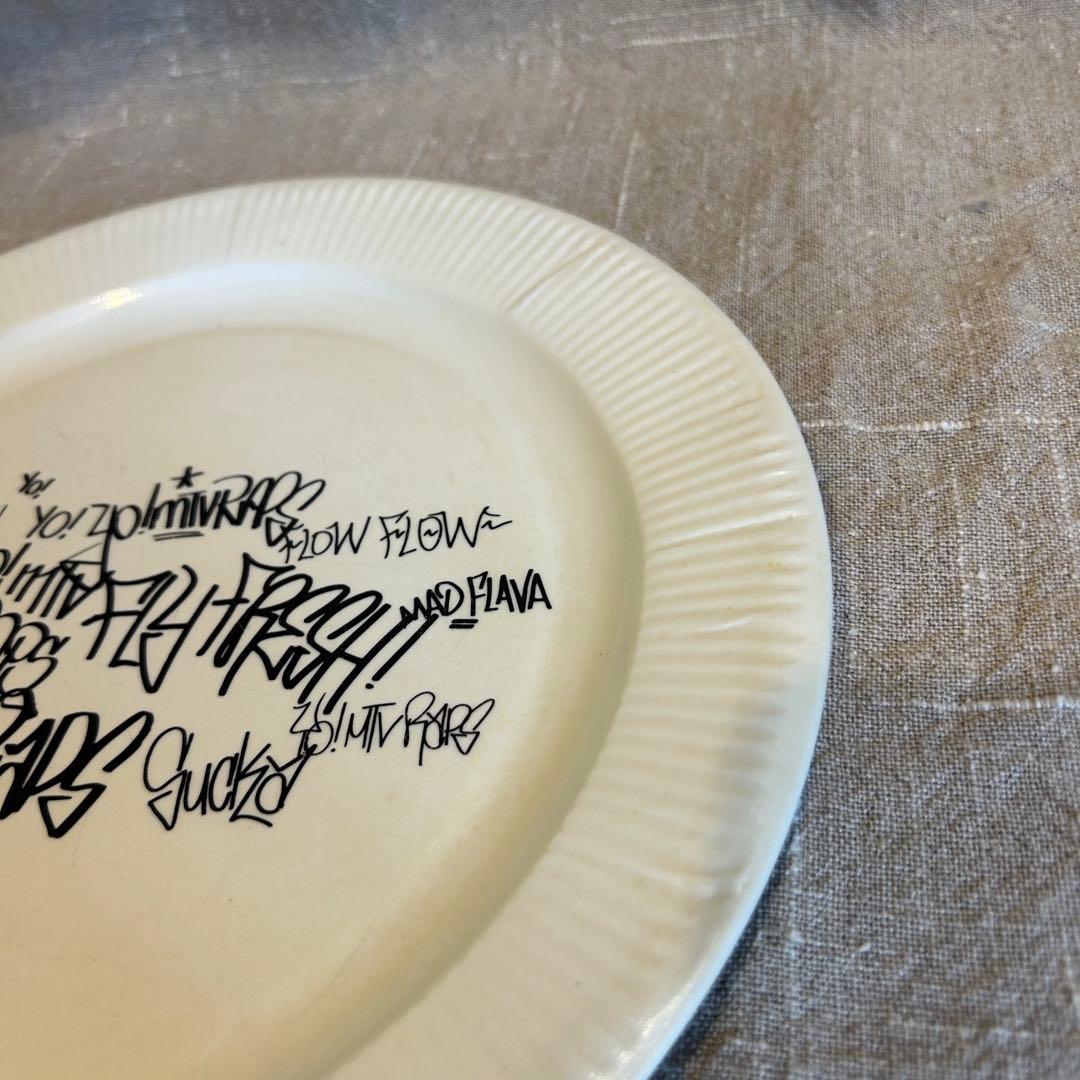 YO!
YO! YO! MTV RAPS
FLOW FLOW
FLY + FRESH!!
MAD FLAVA
YO! MTV RAPS
SUCKA